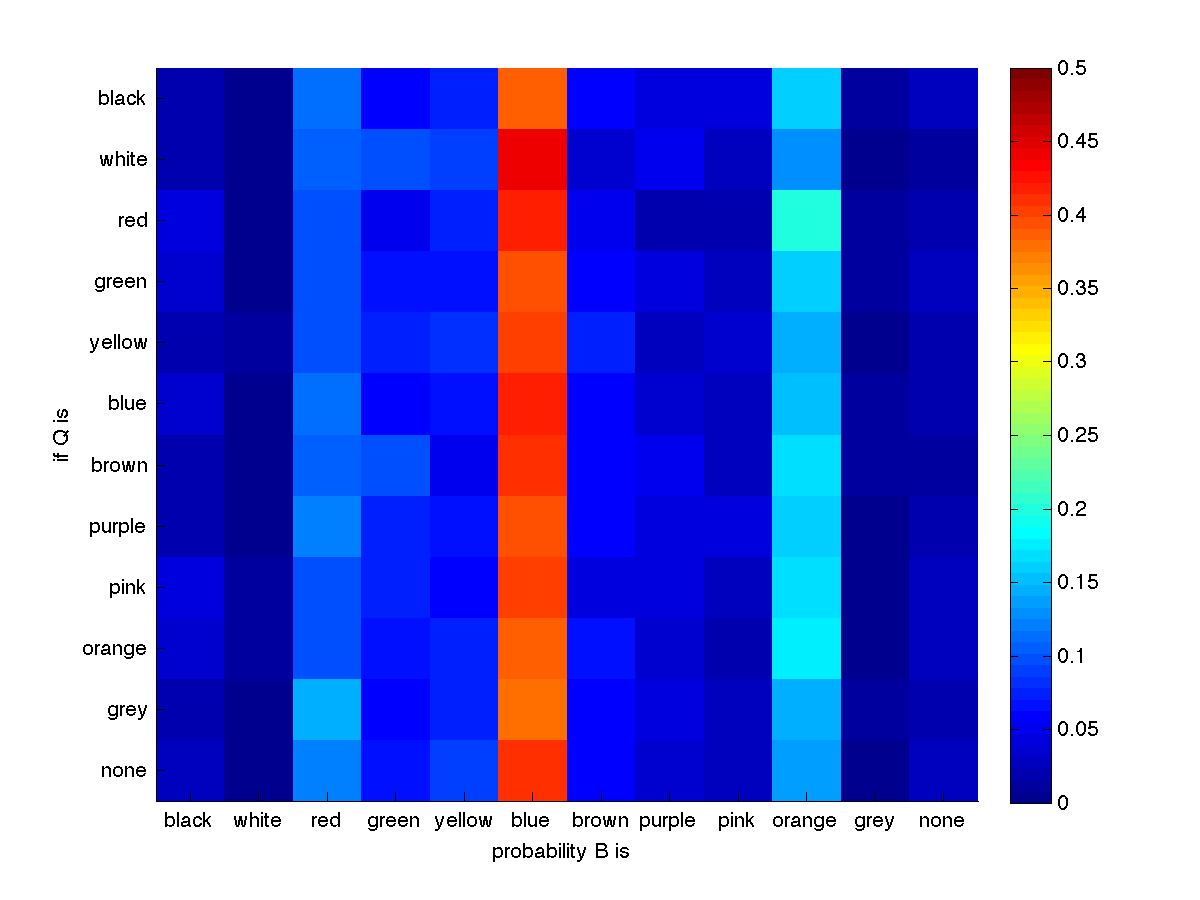 black
white
red
green
yellow
blue
brown
purple
pink
orange
grey
none
if Q is
black white red green yellow blue brown purple pink orange grey none
probability B is
0.5
0.45
0.4
0.35
0.3
0.25
0.2
0.15
0.1
0.05
0